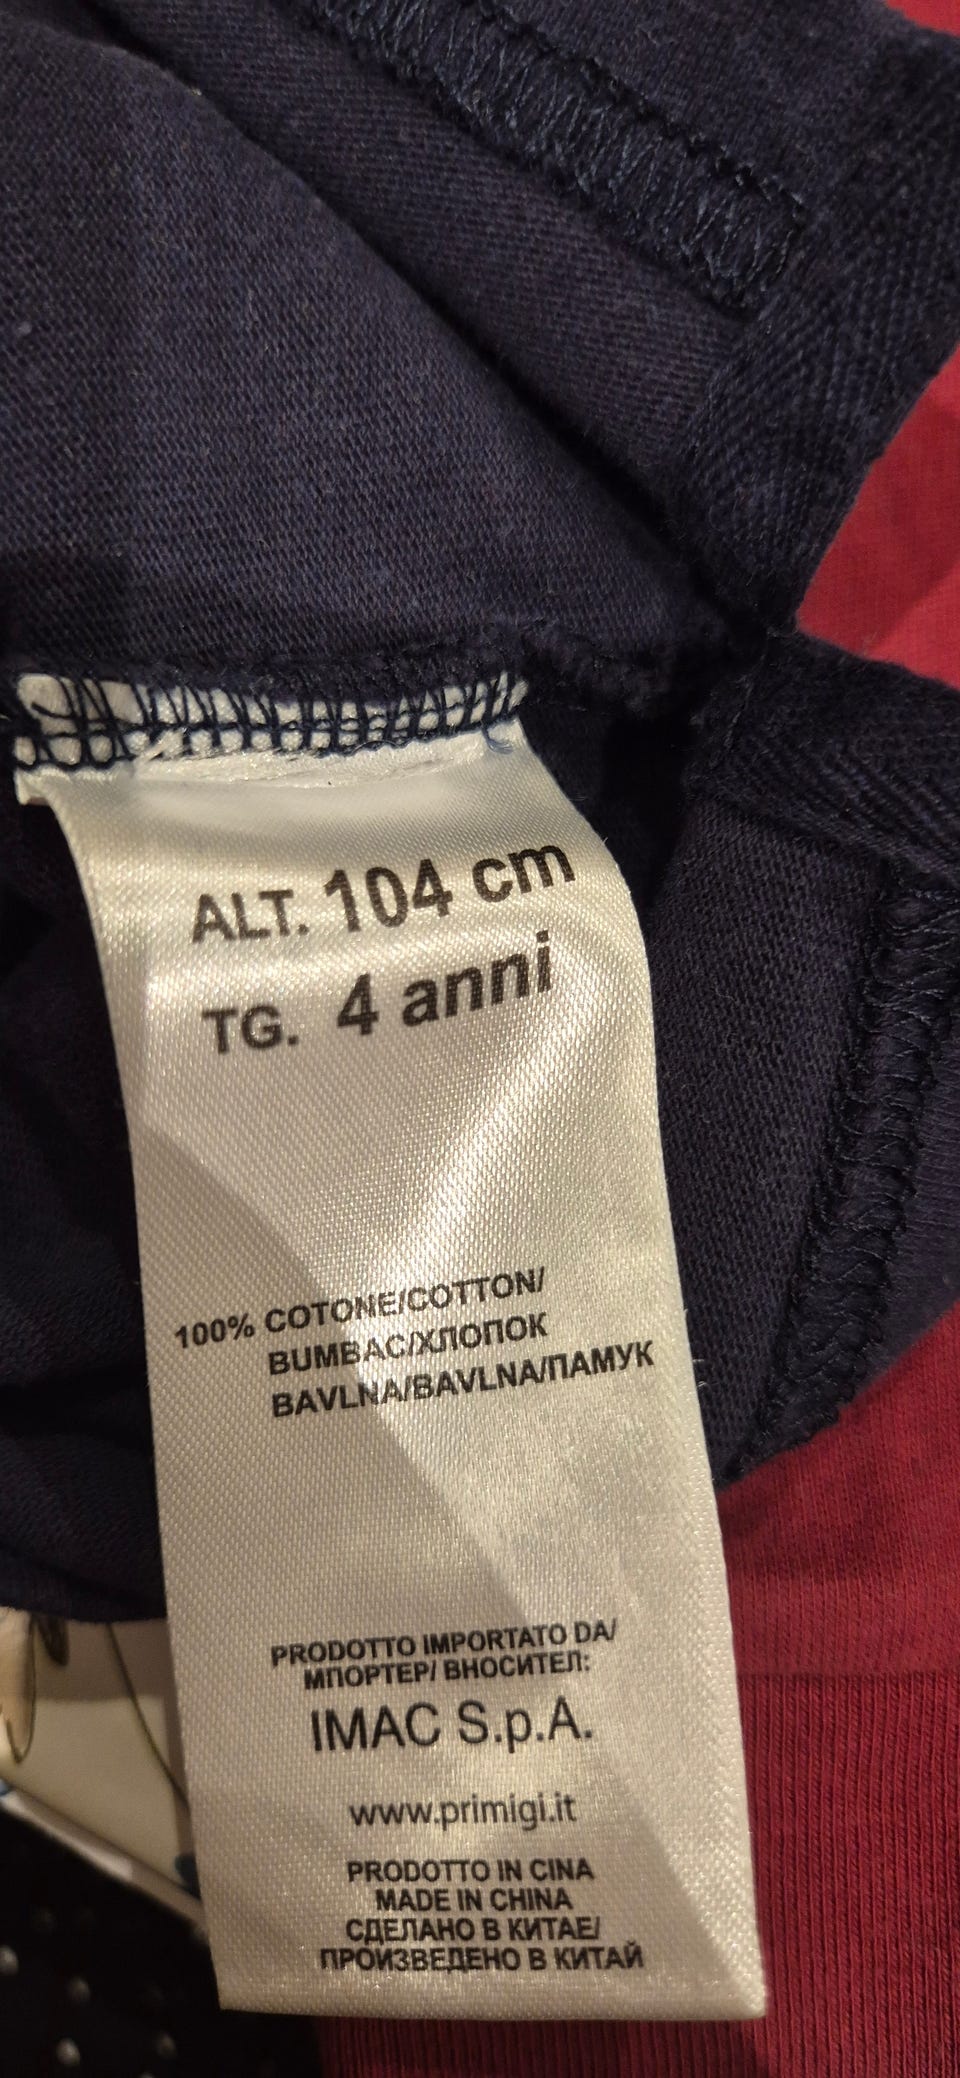 ALT. 104 cm
TG. 4 anni
100% COTONE/COTTON/
BUMBAC/ХЛОПОК
BAVLNA/BAVLNA/ПАМУК
PRODOTTO IMPORTATO DA/
МПОРТЕР/ ВНОСИТЕЛ:
IMAC S.p.A.
www.primigi.it
PRODOTTO IN CINA
MADE IN CHINA
СДЕЛАНО В КИТАЕ/
ПРОИЗВЕДЕНО В КИТАЙ